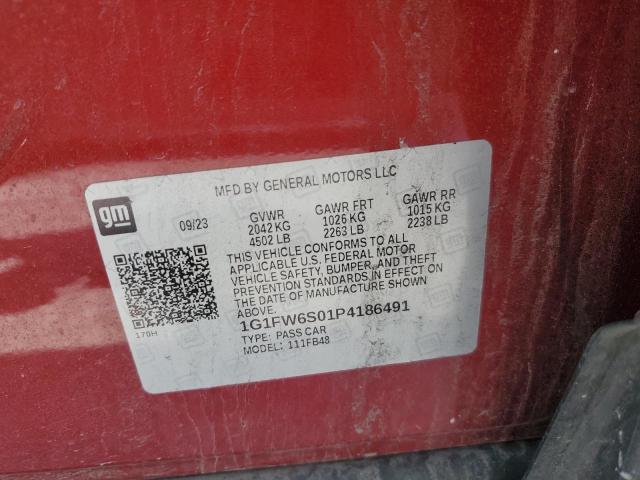 MFD BY GENERAL MOTORS LLC
gm
09/23
GVWR GAWR FRT GAWR RR
2042 KG 1026 KG 1015 KG
4502 LB 2263 LB 2238 LB
THIS VEHICLE CONFORMS TO ALL
APPLICABLE U.S. FEDERAL MOTOR
VEHICLE SAFETY, BUMPER, AND THEFT
PREVENTION STANDARDS IN EFFECT ON
THE DATE OF MANUFACTURE SHOWN
ABOVE.
1G1FW6S01P4186491
TYPE: PASS CAR
MODEL: 111FB48
170H